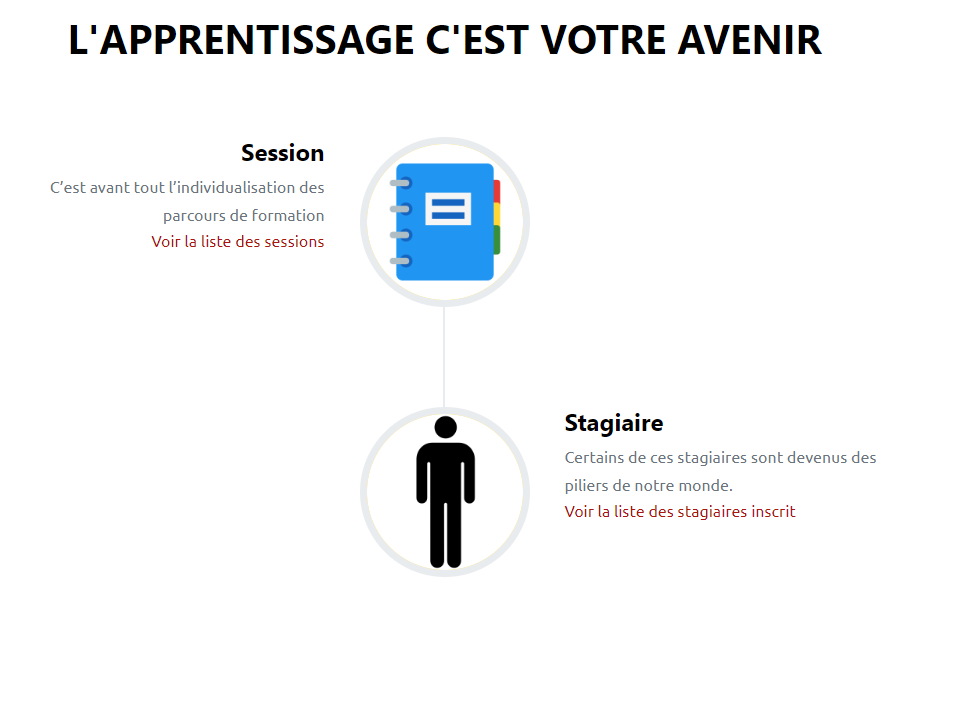 L'APPRENTISSAGE C'EST VOTRE AVENIR
Session
C’est avant tout l’individualisation des
parcours de formation
Voir la liste des sessions
Stagiaire
Certains de ces stagiaires sont devenus des
piliers de notre monde.
Voir la liste des stagiaires inscrit